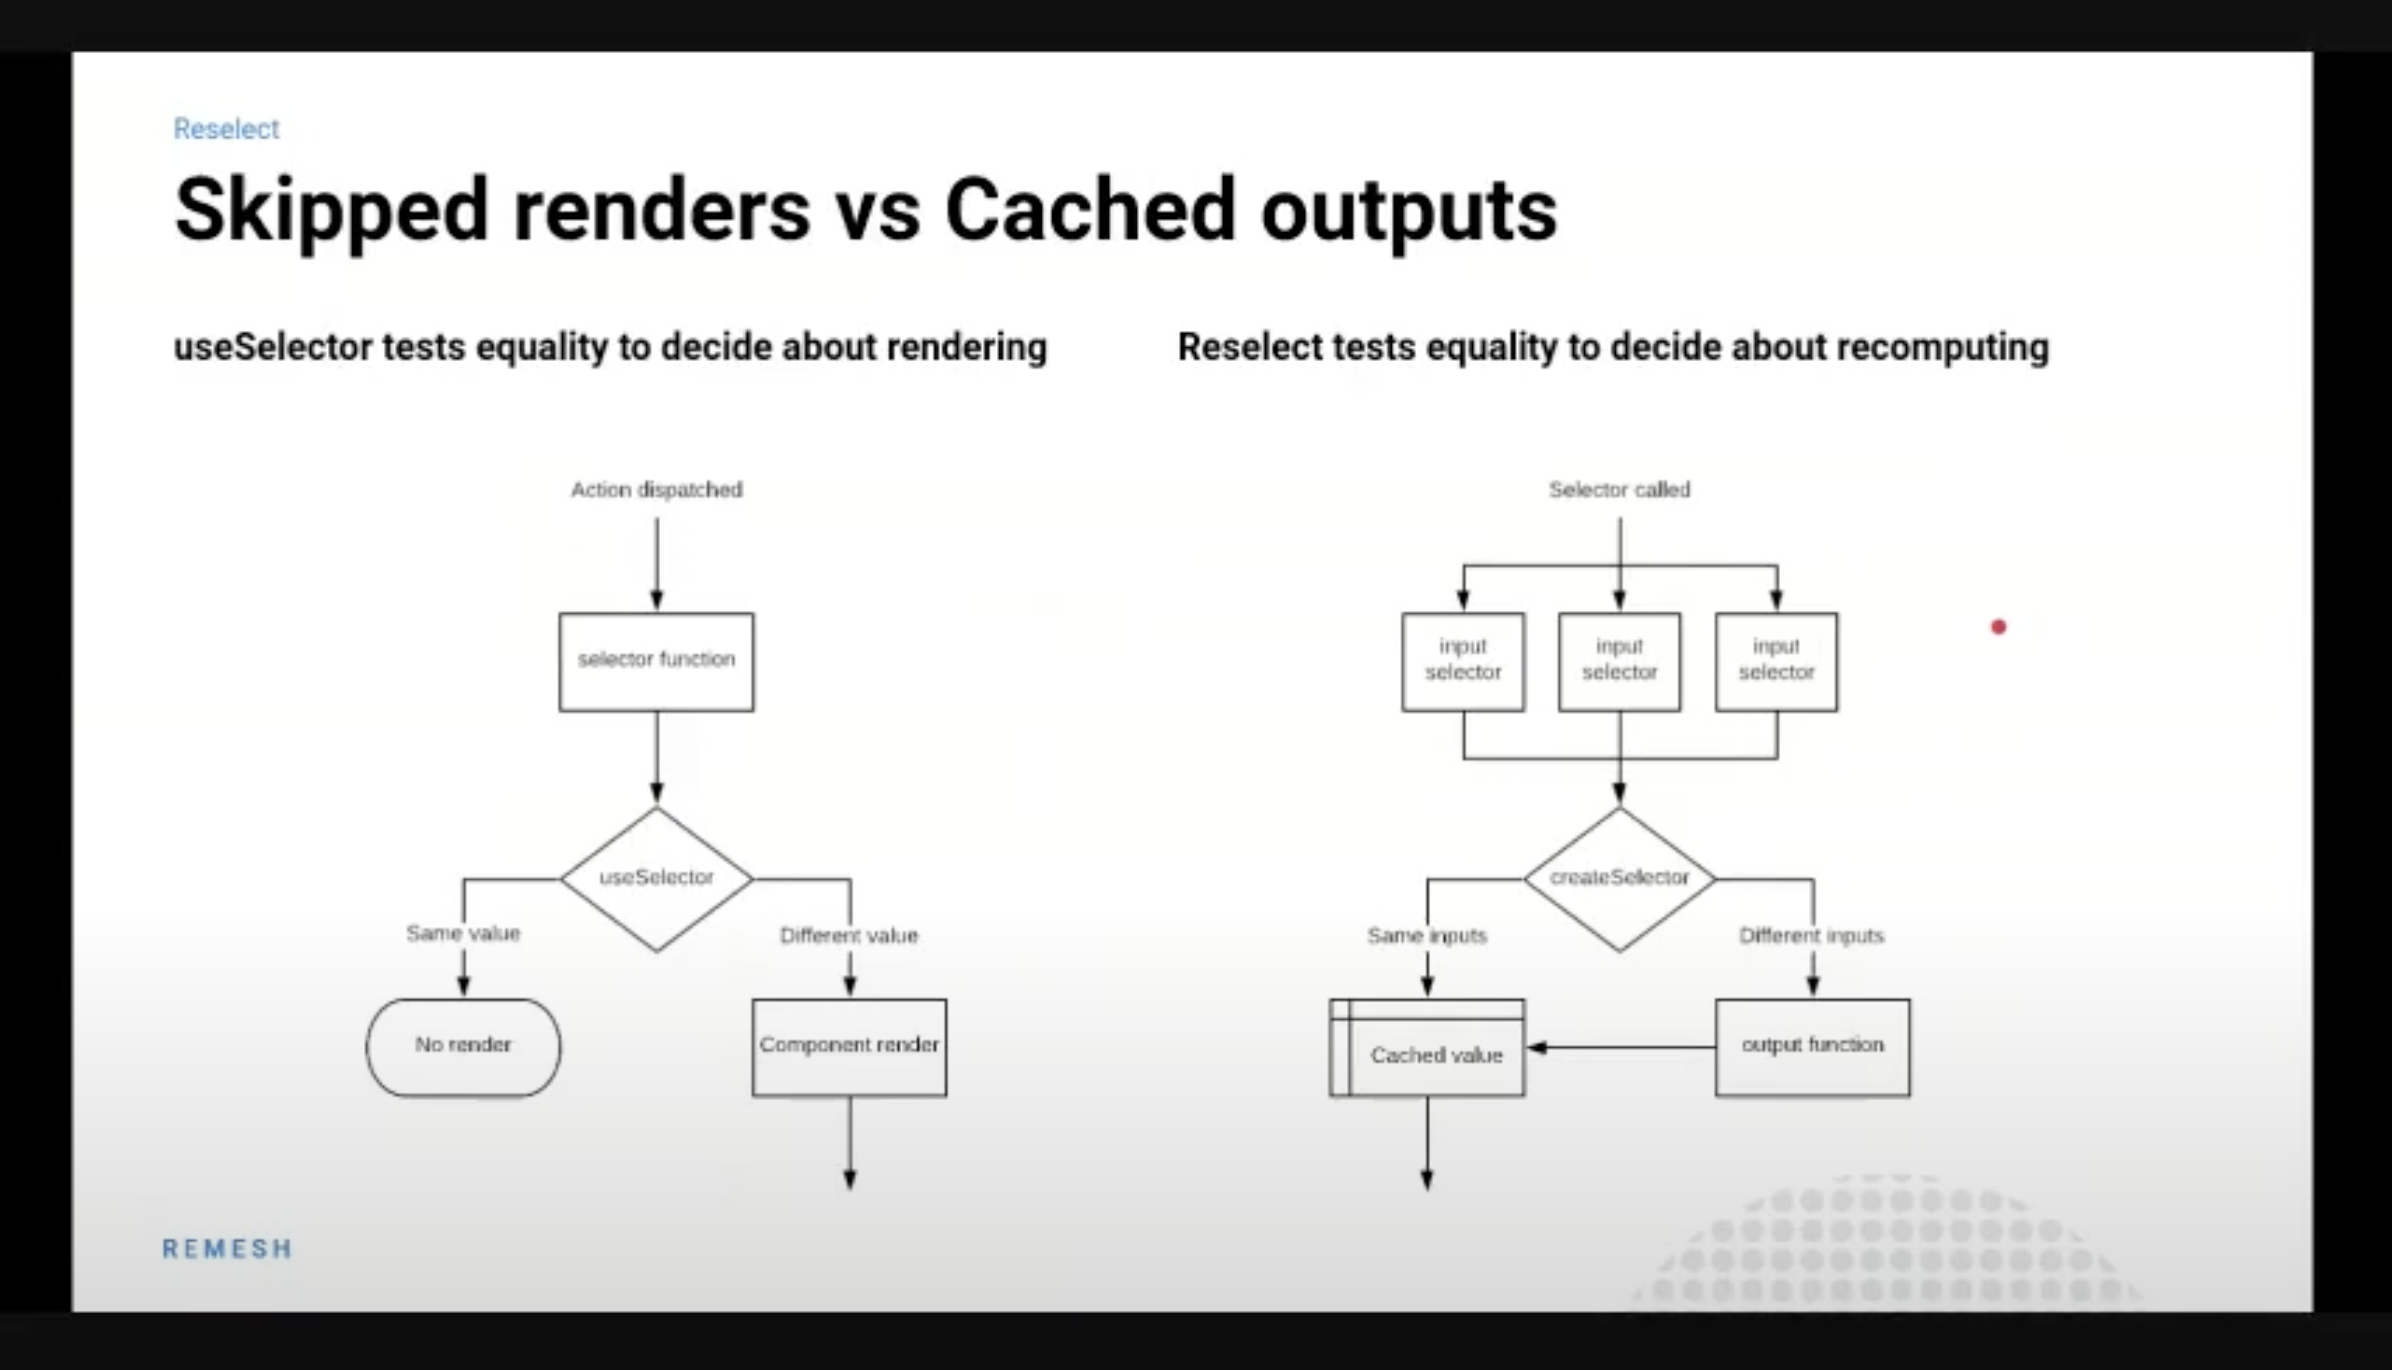 Reselect
Skipped renders vs Cached outputs
useSelector tests equality to decide about rendering
Action dispatched
selector function
useSelector
Same value
Different value
No render
Component render
Reselect tests equality to decide about recomputing
Selector called
input
selector
input
selector
input
selector
createSelector
Same inputs
Different inputs
Cached value
output function
REMESH